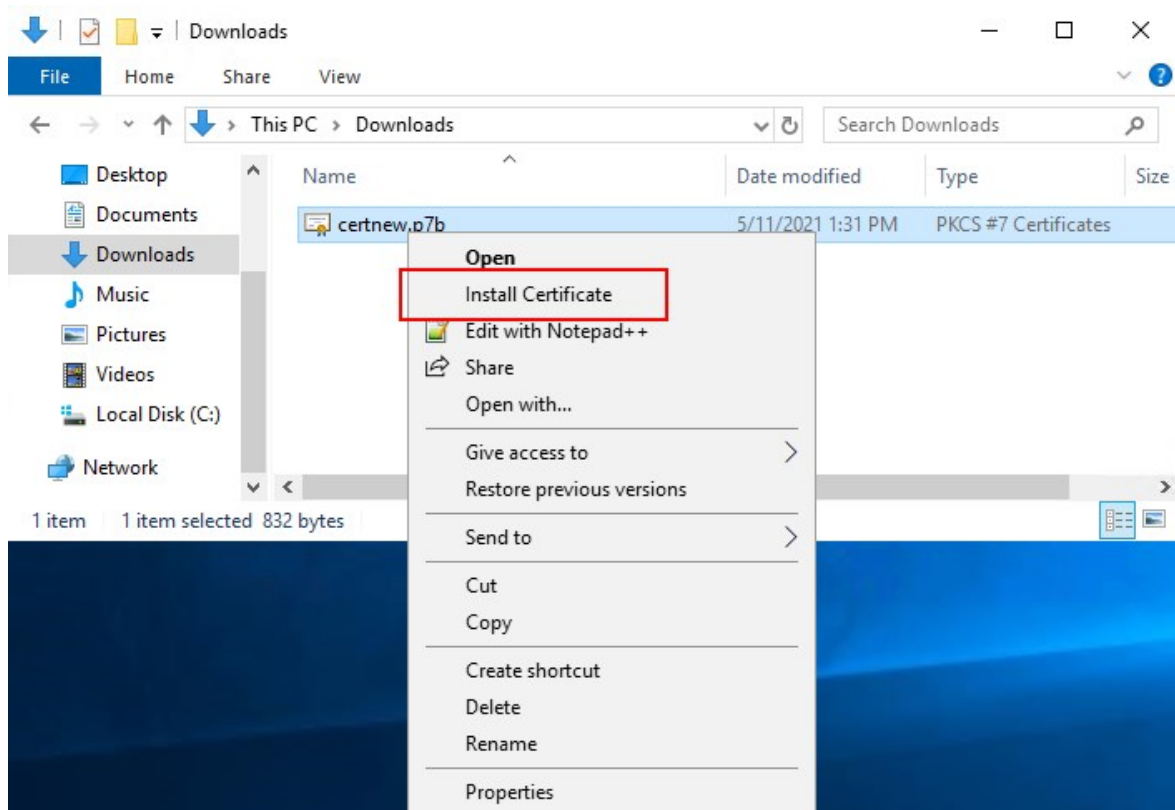 Downloads
File Home Share View
This PC > Downloads Search Downloads
Desktop
Documents
Downloads
Music
Pictures
Videos
Local Disk (C:)
Network
Name Date modified Type Size
certnew.p7b 5/11/2021 1:31 PM PKCS #7 Certificates
Open
Install Certificate
Edit with Notepad++
Share
Open with...
Give access to
Restore previous versions
Send to
Cut
Copy
Create shortcut
Delete
Rename
Properties
1 item 1 item selected 832 bytes